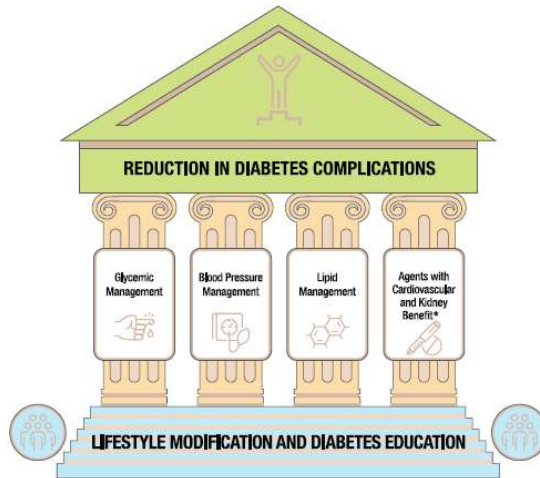 REDUCTION IN DIABETES COMPLICATIONS
Glycemic
Management
Blood Pressure
Management
Lipid
Management
Agents with
Cardiovascular
and Kidney
Benefit*
LIFESTYLE MODIFICATION AND DIABETES EDUCATION